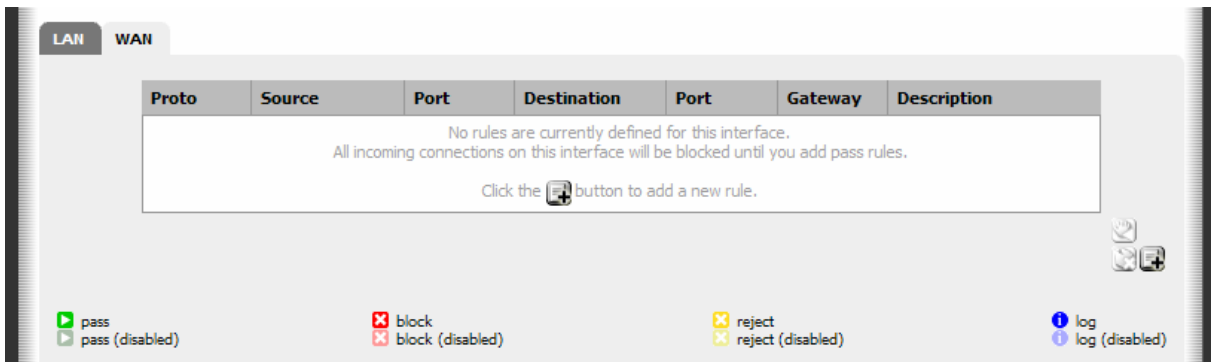 LAN WAN
Proto Source Port Destination Port Gateway Description
No rules are currently defined for this interface.
All incoming connections on this interface will be blocked until you add pass rules.
Click the button to add a new rule.
pass block reject log
pass (disabled) block (disabled) reject (disabled) log (disabled)